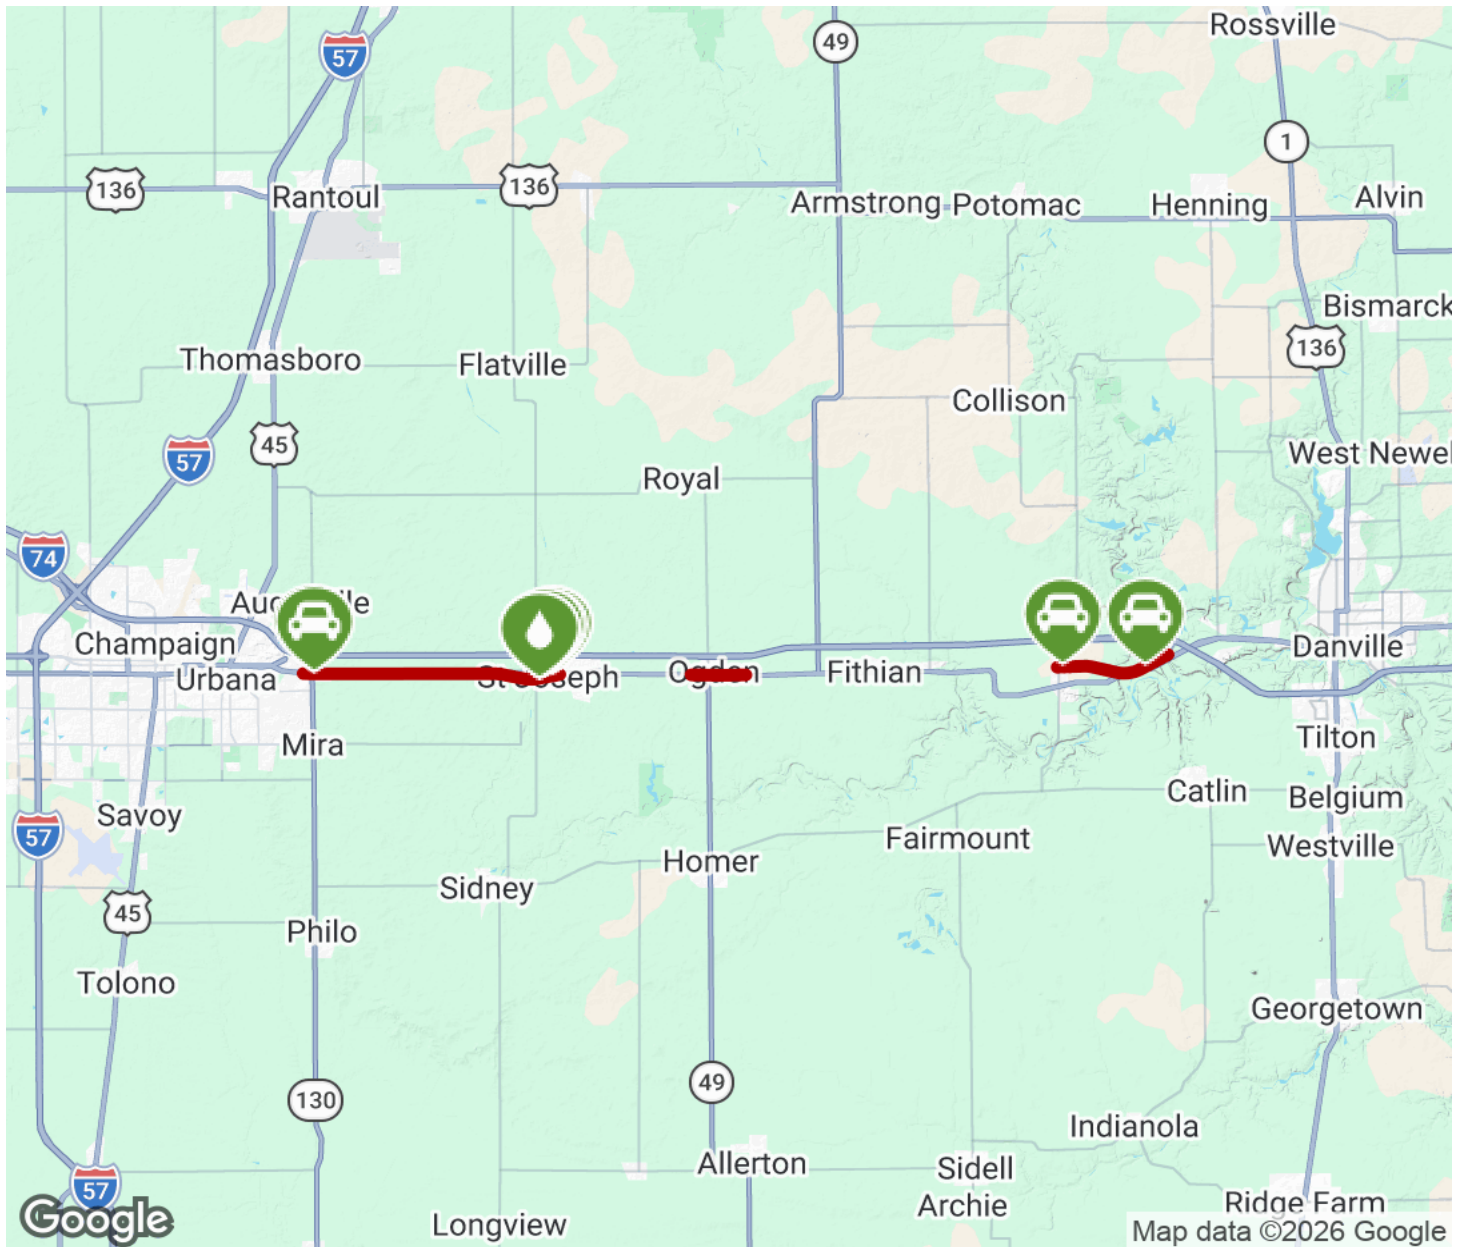 Rossville
57
49
1
136
136
Rantoul
Armstrong
Potomac
Henning
Alvin
Bismarck
136
Thomasboro
Flatville
Collison
45
57
West Newel
Royal
74
Champaign
Urbana
St Joseph
Ogden
Fithian
Danville
Mira
Tilton
Savoy
Catlin
Belgium
57
Fairmount
Westville
Homer
Sidney
45
Philo
Tolono
Georgetown
49
130
Indianola
Allerton
Sidell
57
Archie
Ridge Farm
Google
Longview
Map data ©2026 Google